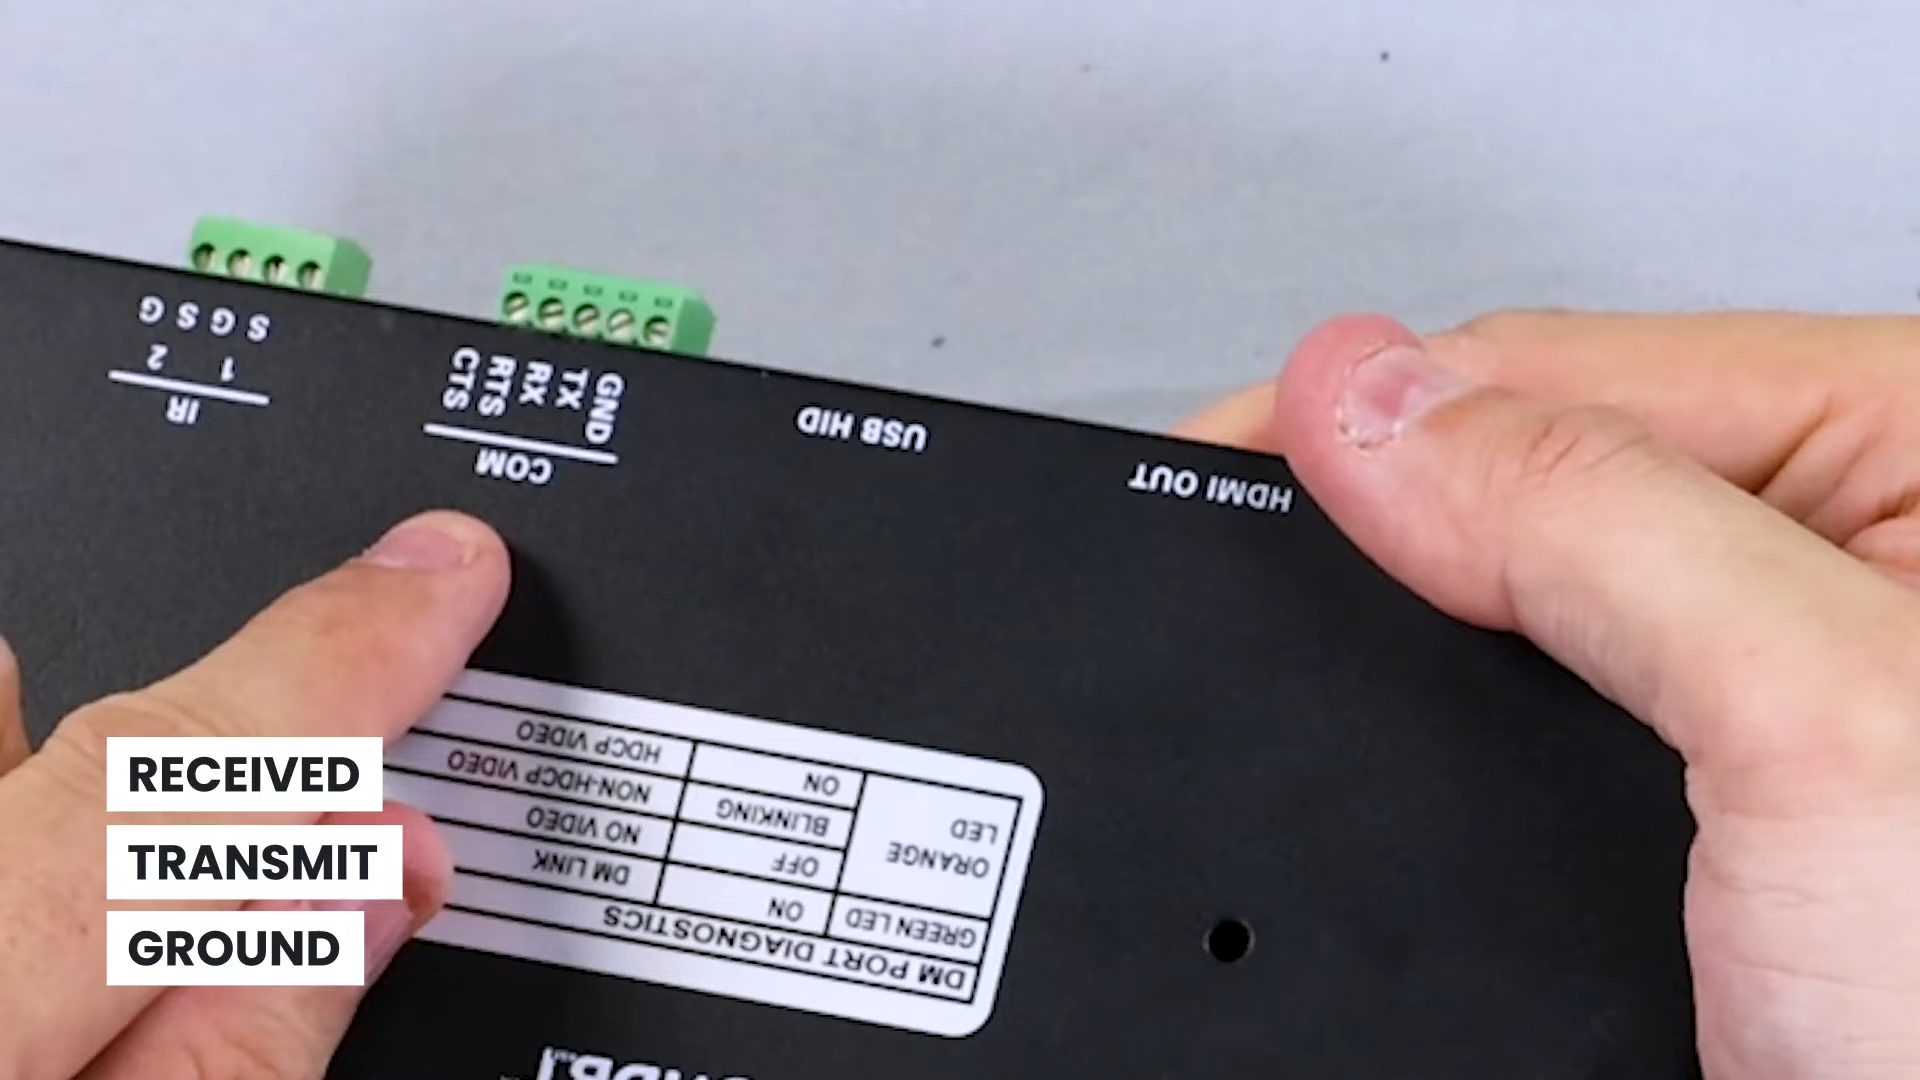 RECEIVED
TRANSMIT
GROUND
DM PORT DIAGNOSTICS
GREEN LED ON DM LINK
ORANGE LED
OFF NO VIDEO
BLINKING NON-HDCP VIDEO
ON HDCP VIDEO
HDMI OUT
USB HID
COM
GND TX RX RTS CTS
IR
1 2
S G S G